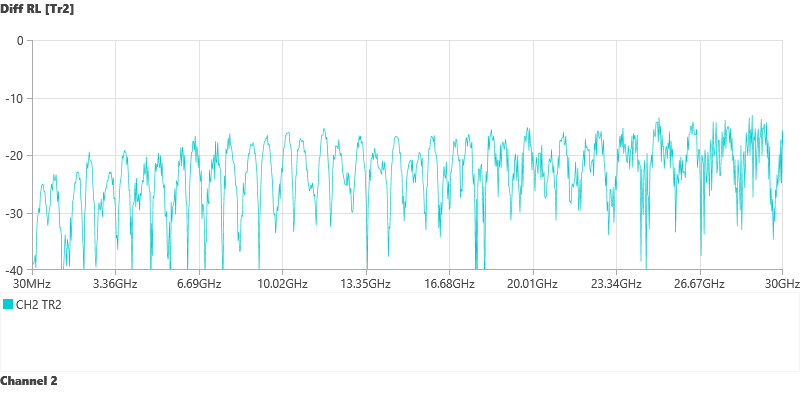 Diff RL [Tr2]
0
-10
-20
-30
-40
30MHz 3.36GHz 6.69GHz 10.02GHz 13.35GHz 16.68GHz 20.01GHz 23.34GHz 26.67GHz 30GHz
CH2 TR2
Channel 2